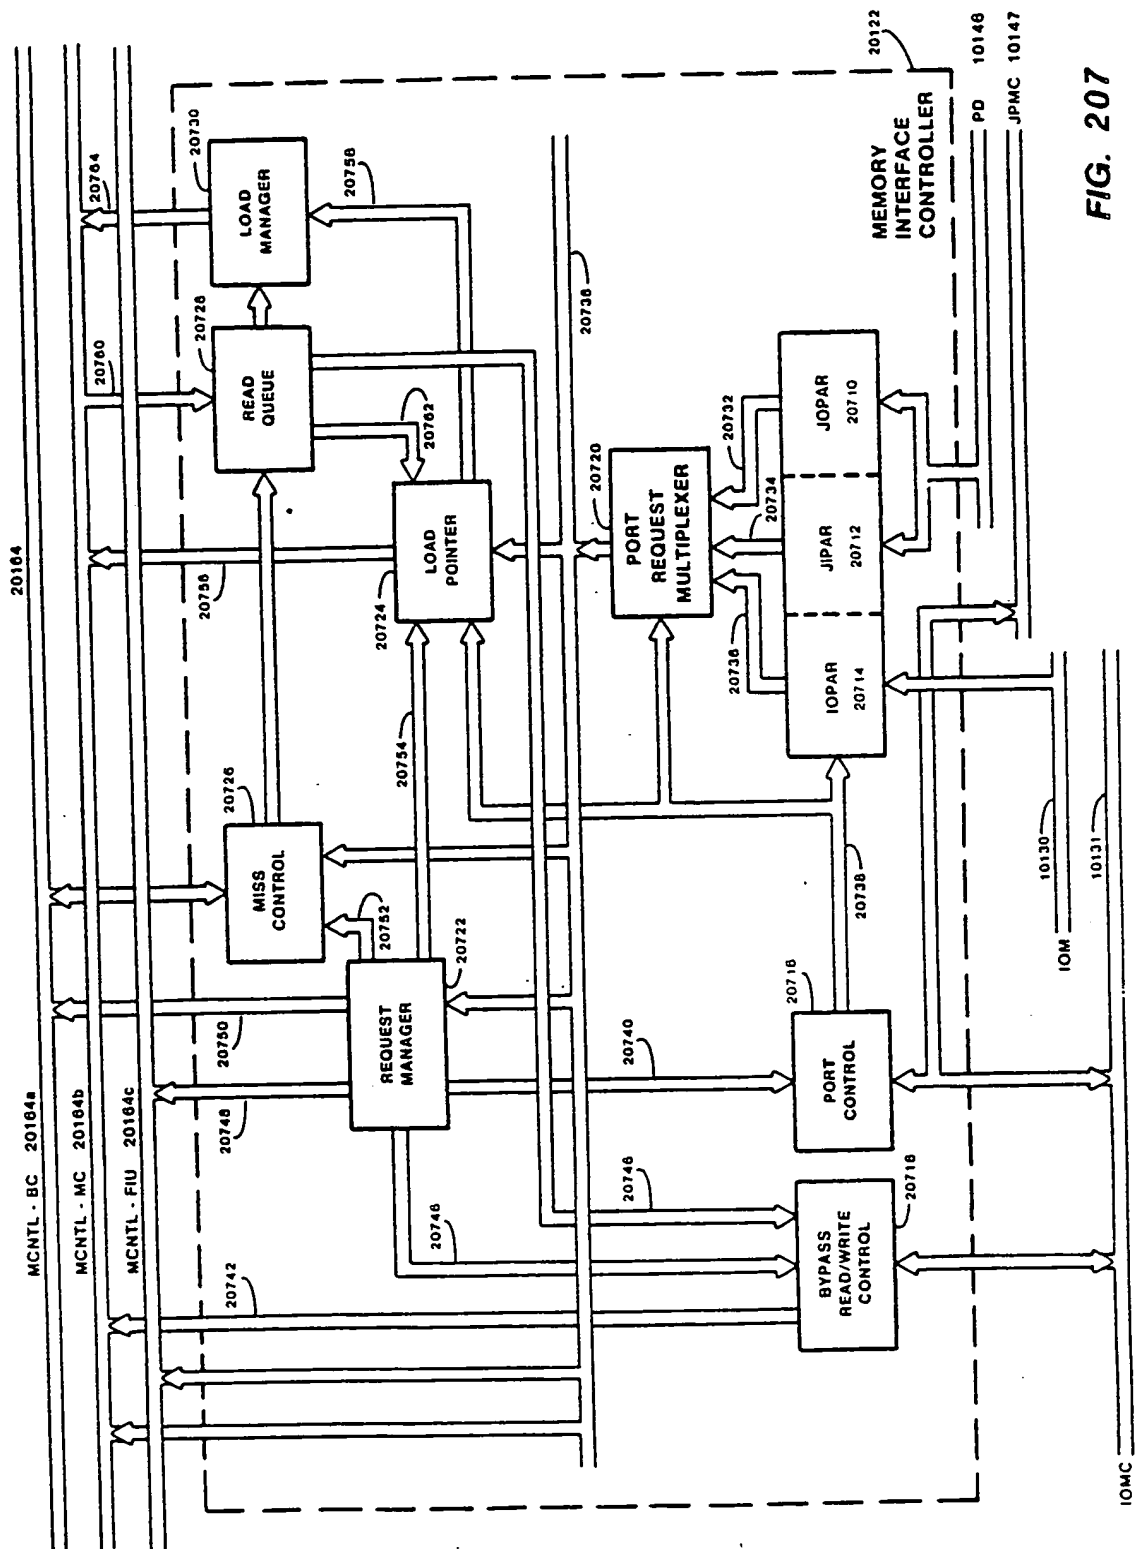 20164
MCNTL - BC 20164a
MCNTL - MC 20164b
MCNTL - FIU 20164c
20764
20730
LOAD
MANAGER
20758
20760
20728
READ
QUEUE
20762
20756
20724
LOAD
POINTER
20754
20726
MISS
CONTROL
20752
20722
REQUEST
MANAGER
20750
20748
20740
20746
20746
20742
20738
20720
PORT
REQUEST
MULTIPLEXER
20732
20734
20736
JOPAR
20710
JIPAR
20712
IOPAR
20714
20738
20716
PORT
CONTROL
20718
BYPASS
READ/WRITE
CONTROL
MEMORY
INTERFACE
CONTROLLER
20122
PD 10146
JPMC 10147
10130
IOM
10131
IOMC
FIG. 207